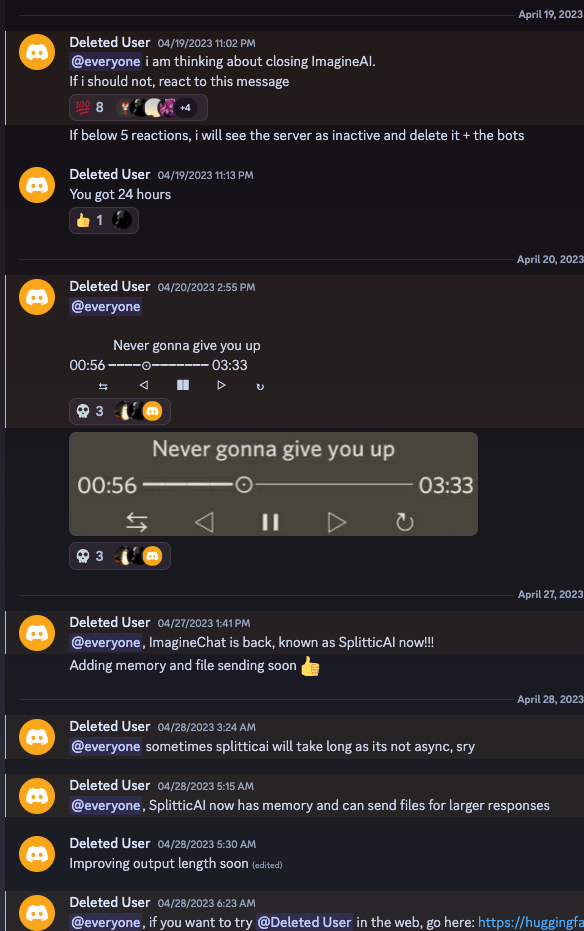 April 19, 2023
Deleted User 04/19/2023 11:02 PM
@everyone i am thinking about closing ImagineAI.
If i should not, react to this message
💯 8 +4
If below 5 reactions, i will see the server as inactive and delete it + the bots
Deleted User 04/19/2023 11:13 PM
You got 24 hours
👍 1
April 20, 2023
Deleted User 04/20/2023 2:55 PM
@everyone
Never gonna give you up
00:56 ━━━━⊙─────── 03:33
⇆ ◁ ▐▐ ▷ ↻
💀 3
Never gonna give you up
00:56 ━━━━⊙─────── 03:33
⇆ ◁ ▐▐ ▷ ↻
💀 3
April 27, 2023
Deleted User 04/27/2023 1:41 PM
@everyone, ImagineChat is back, known as SplitticAI now!!!
Adding memory and file sending soon 👍
April 28, 2023
Deleted User 04/28/2023 3:24 AM
@everyone sometimes splitticai will take long as its not async, sry
Deleted User 04/28/2023 5:15 AM
@everyone, SplitticAI now has memory and can send files for larger responses
Deleted User 04/28/2023 5:30 AM
Improving output length soon (edited)
Deleted User 04/28/2023 6:23 AM
@everyone, if you want to try @Deleted User in the web, go here: https://huggingfa